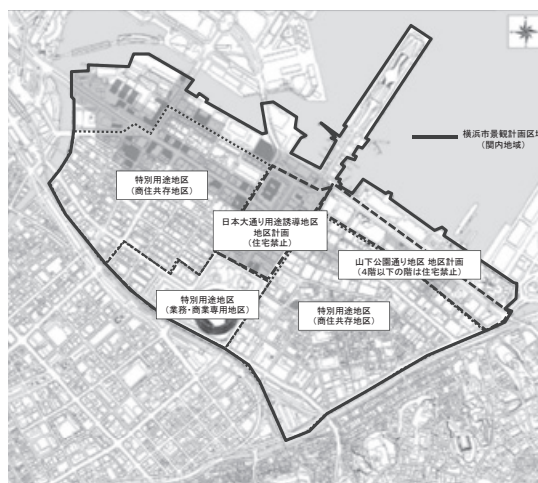 横浜市景観計画区域
(関内地域)
特別用途地区
(商住共存地区)
日本大通り用途誘導地区
地区計画
(住宅禁止)
山下公園通り地区 地区計画
(4階以下の階は住宅禁止)
特別用途地区
(業務・商業専用地区)
特別用途地区
(商住共存地区)